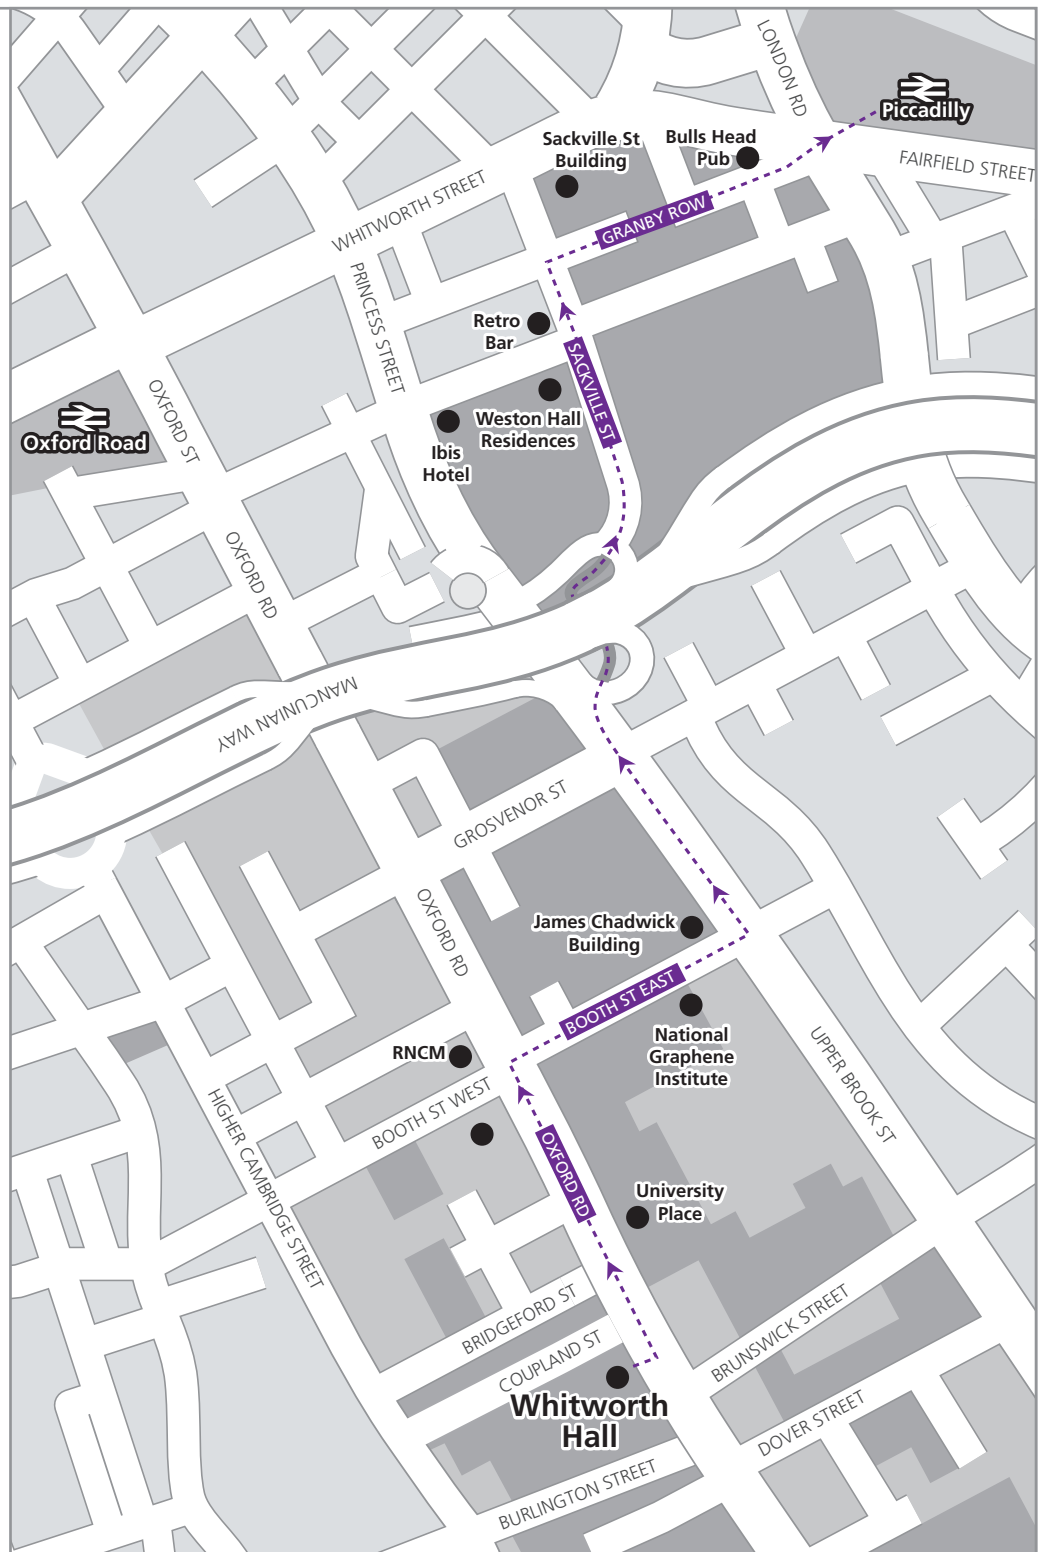 LONDON RD
Piccadilly
Sackville St
Building
Bulls Head
Pub
FAIRFIELD STREET
WHITWORTH STREET
GRANBY ROW
PRINCESS STREET
Retro
Bar
SACKVILLE ST
OXFORD ST
Oxford Road
Weston Hall
Residences
Ibis
Hotel
OXFORD RD
MANCUNIAN WAY
GROSVENOR ST
OXFORD RD
James Chadwick
Building
BOOTH ST EAST
National
Graphene
Institute
RNCM
UPPER BROOK ST
BOOTH ST WEST
HIGHER CAMBRIDGE STREET
OXFORD RD
University
Place
BRIDGEFORD ST
BRUNSWICK STREET
COUPLAND ST
Whitworth
Hall
DOVER STREET
BURLINGTON STREET